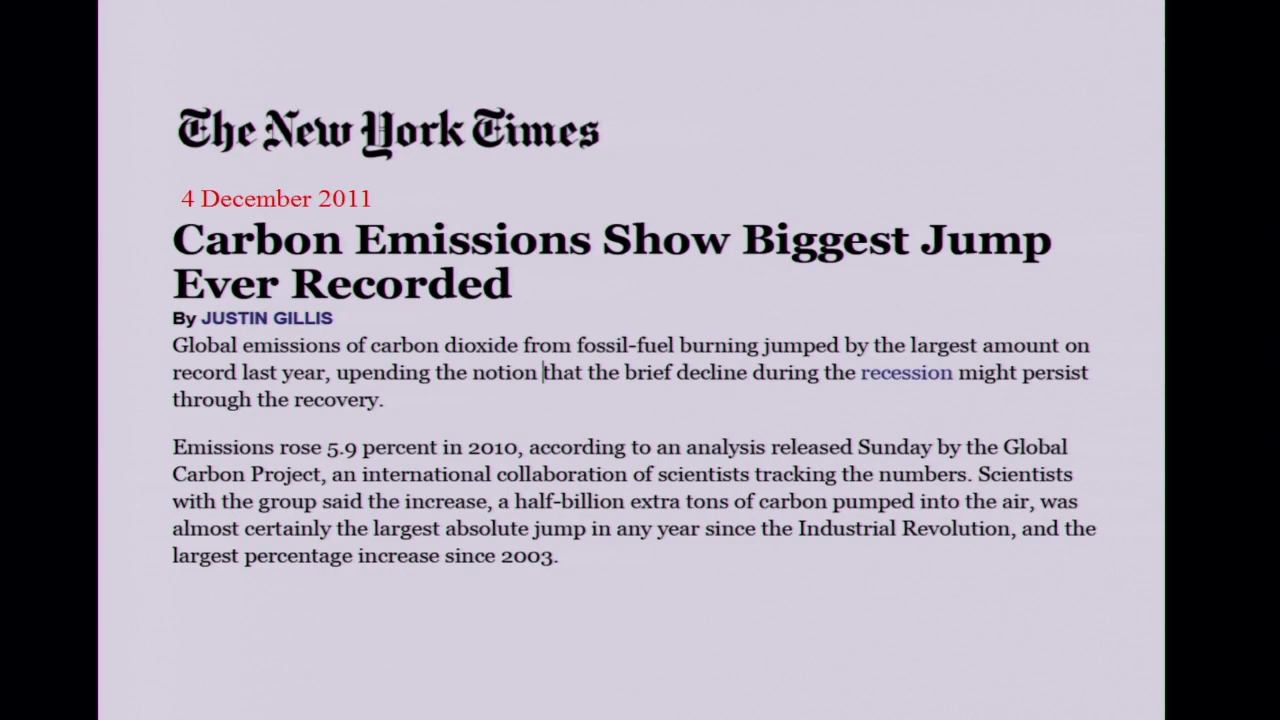 The New York Times
4 December 2011
Carbon Emissions Show Biggest Jump
Ever Recorded
By JUSTIN GILLIS
Global emissions of carbon dioxide from fossil-fuel burning jumped by the largest amount on
record last year, upending the notion that the brief decline during the recession might persist
through the recovery.
Emissions rose 5.9 percent in 2010, according to an analysis released Sunday by the Global
Carbon Project, an international collaboration of scientists tracking the numbers. Scientists
with the group said the increase, a half-billion extra tons of carbon pumped into the air, was
almost certainly the largest absolute jump in any year since the Industrial Revolution, and the
largest percentage increase since 2003.